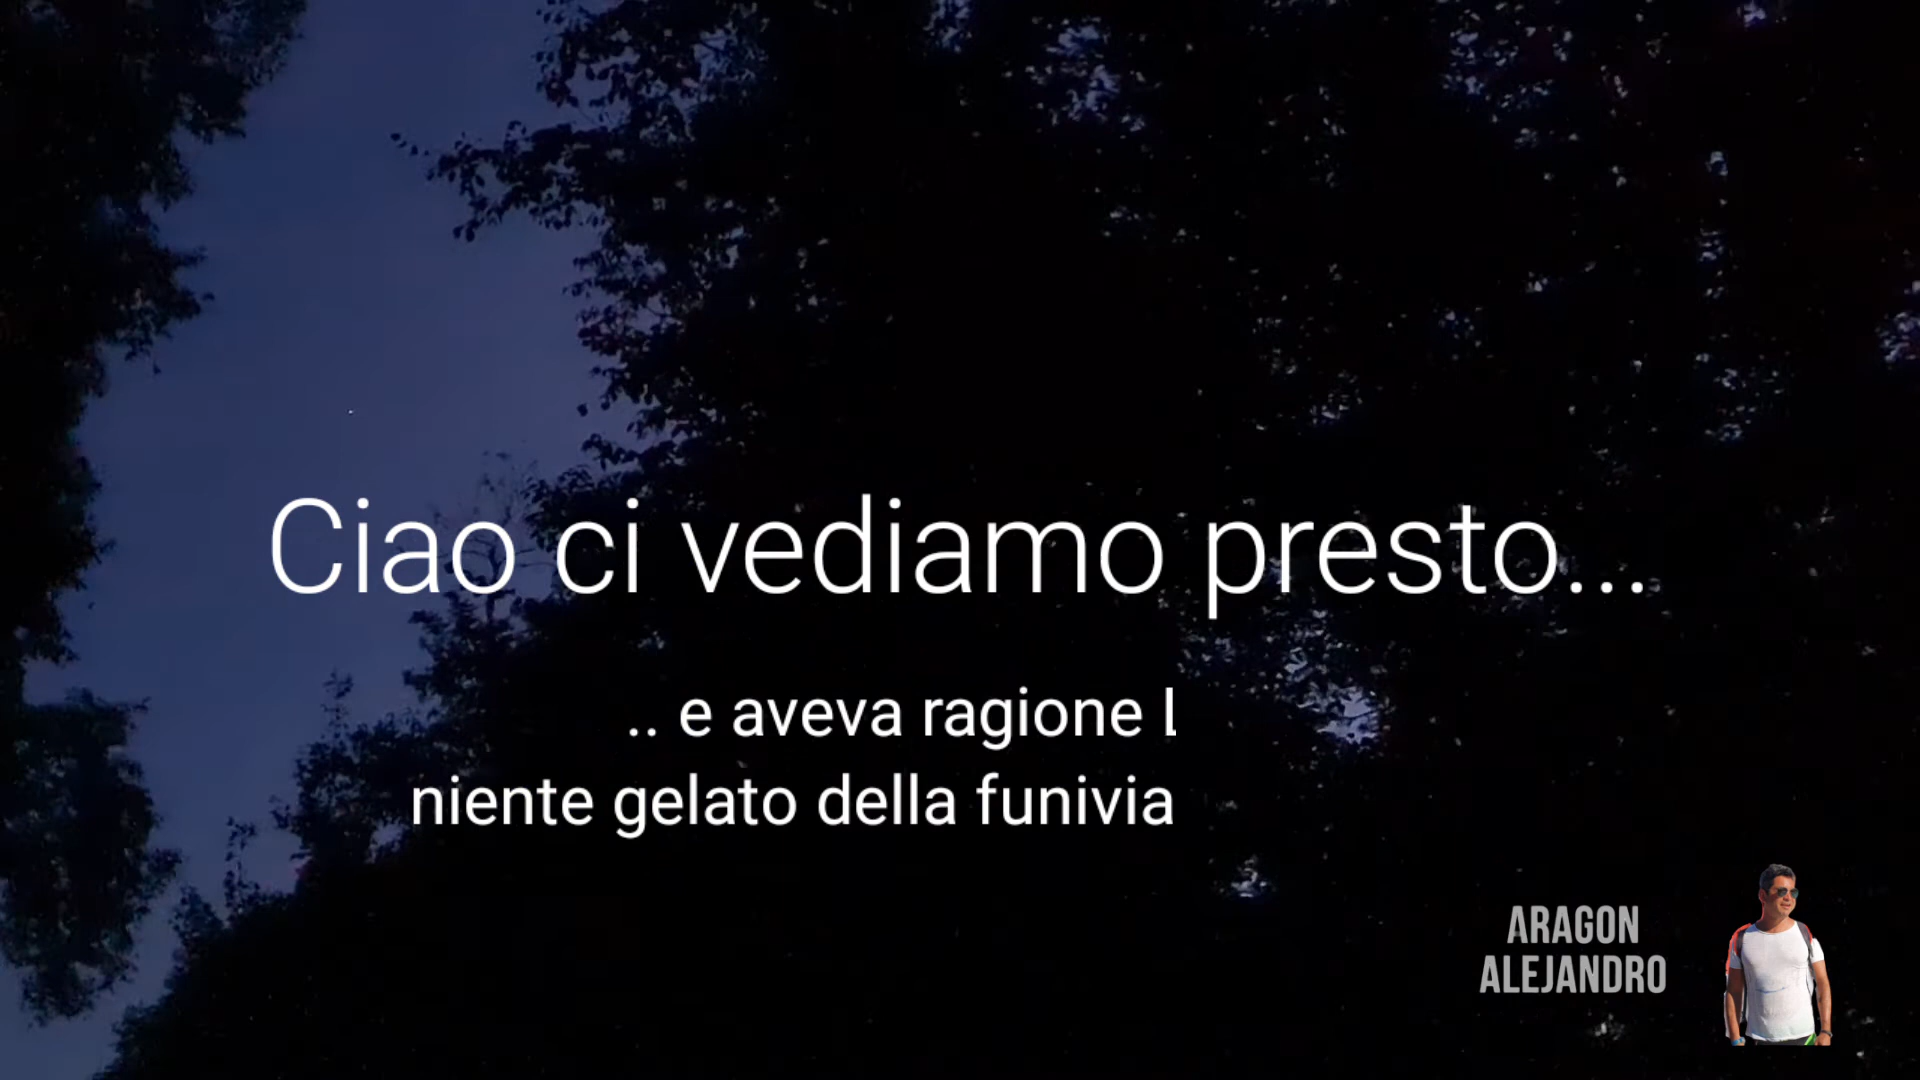 Ciao ci vediamo presto...
.. e aveva ragione
niente gelato della funivia
ARAGON
ALEJANDRO